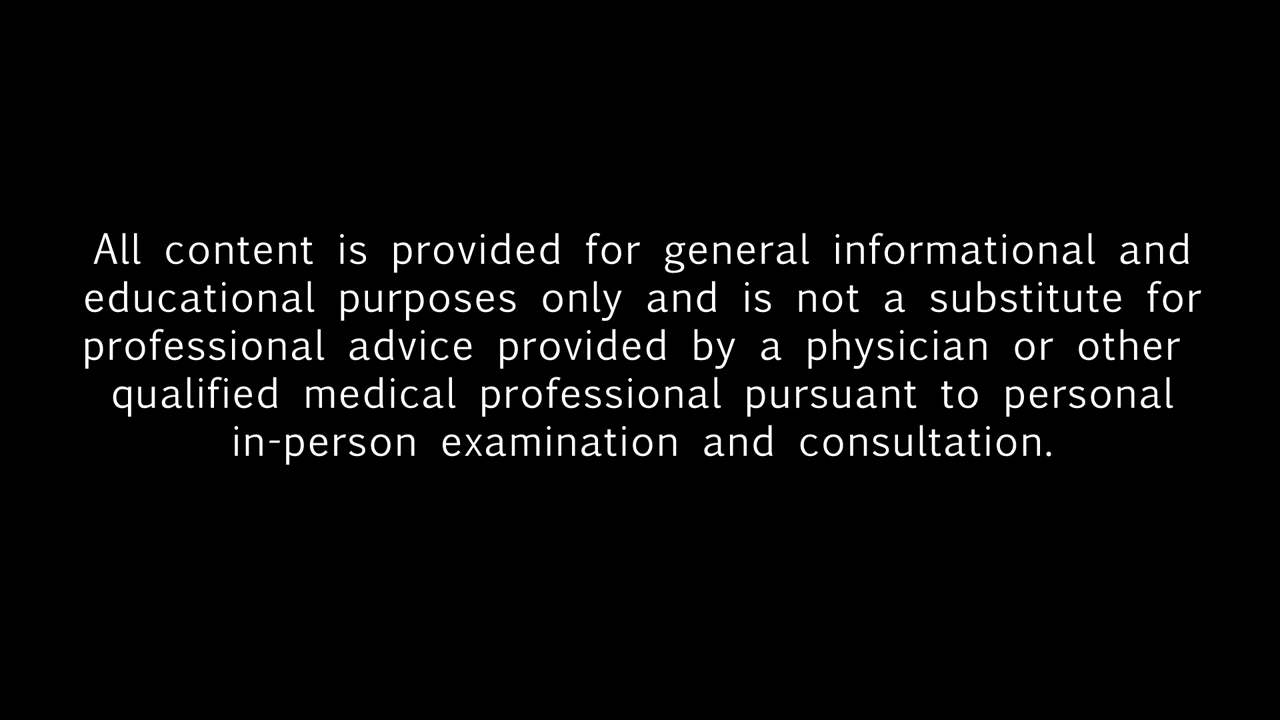 All content is provided for general informational and
educational purposes only and is not a substitute for
professional advice provided by a physician or other
qualified medical professional pursuant to personal
in-person examination and consultation.